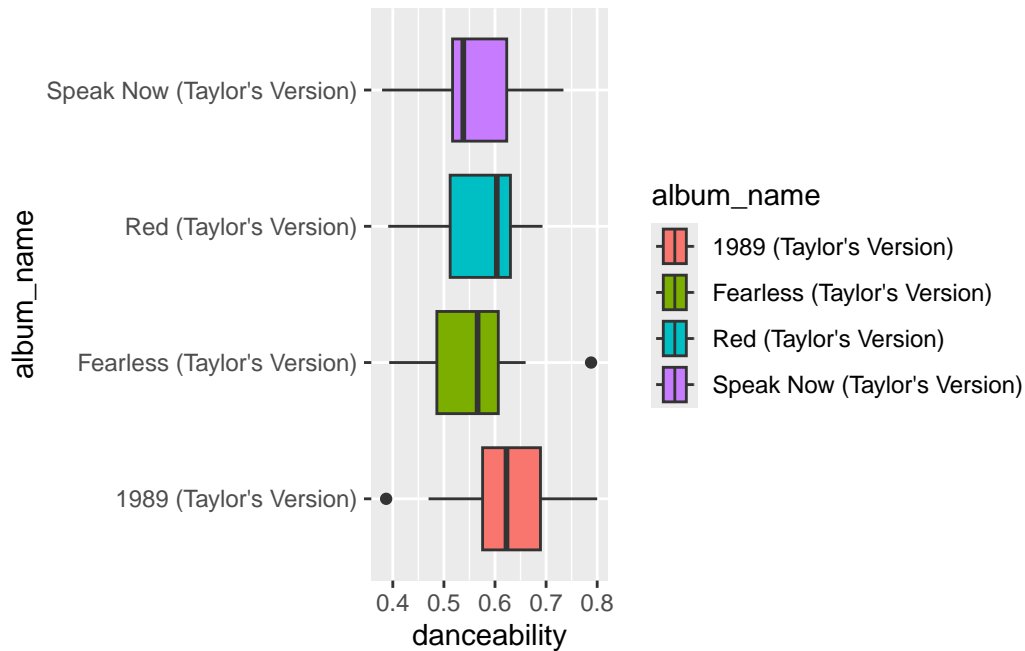 album_name
Speak Now (Taylor's Version)
Red (Taylor's Version)
Fearless (Taylor's Version)
1989 (Taylor's Version)
0.4 0.5 0.6 0.7 0.8
danceability
album_name
1989 (Taylor's Version)
Fearless (Taylor's Version)
Red (Taylor's Version)
Speak Now (Taylor's Version)